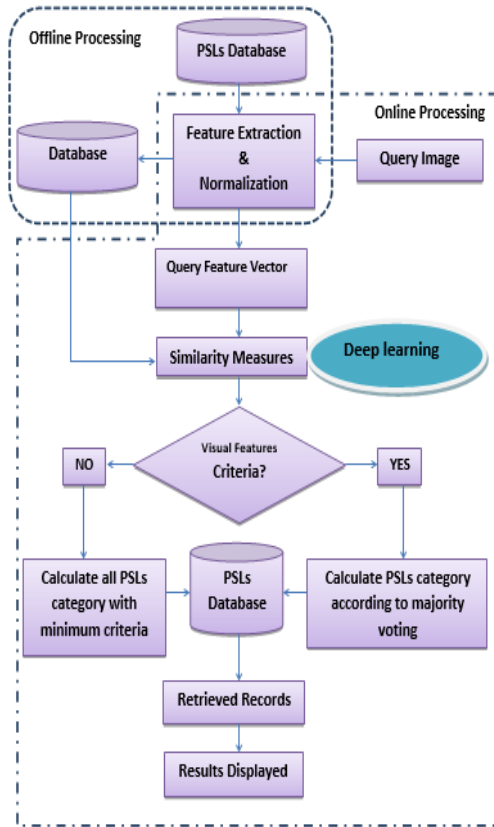 Offline Processing
PSLs Database
Online Processing
Database
Feature Extraction
&
Normalization
Query Image
Query Feature Vector
Similarity Measures
Deep learning
Visual Features
Criteria?
NO
YES
Calculate all PSLs
category with
minimum criteria
PSLs
Database
Calculate PSLs category
according to majority
voting
Retrieved Records
Results Displayed